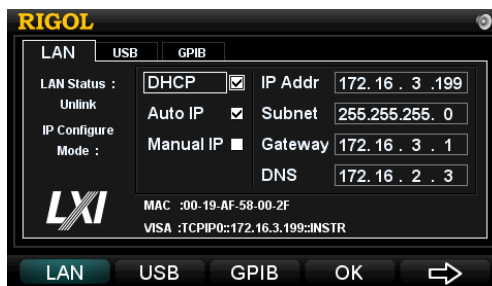 RIGOL
LAN USB GPIB
LAN Status :
Unlink
IP Configure
Mode :
DHCP
Auto IP
Manual IP
IP Addr 172. 16 . 3 .199
Subnet 255.255.255. 0
Gateway 172. 16 . 3 . 1
DNS 172. 16 . 2 . 3
LXI
MAC :00-19-AF-58-00-2F
VISA :TCPIP0::172.16.3.199::INSTR
LAN USB GPIB OK